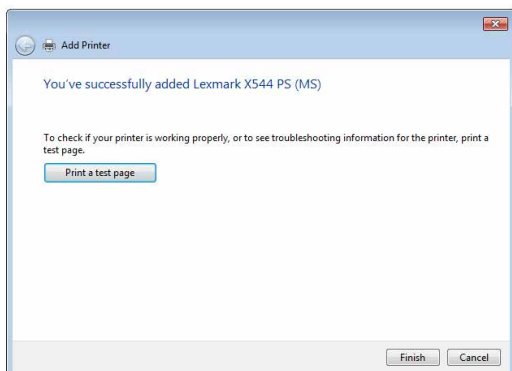 Add Printer
You've successfully added Lexmark X544 PS (MS)
To check if your printer is working properly, or to see troubleshooting information for the printer, print a
test page.
Print a test page
Finish Cancel